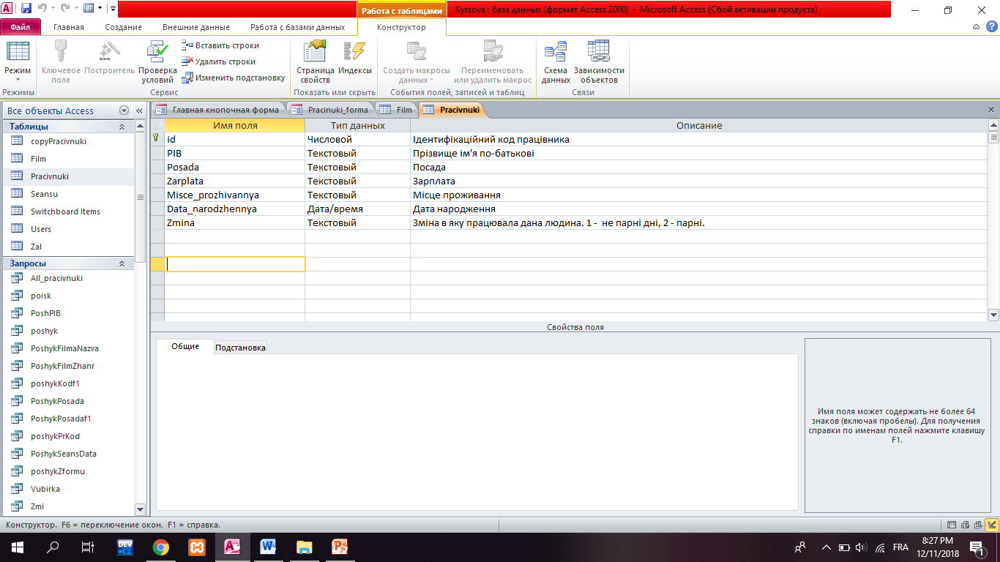 Работа с таблицами
Kyrsova : база данных (формат Access 2000) - Microsoft Access (Сбой активации продукта)
Файл Главная Создание Внешние данные Работа с базами данных Конструктор
Режим
Ключевое поле
Построитель
Проверка условий
Вставить строки
Удалить строки
Изменить подстановку
Страница свойств
Индексы
Создать макросы данных
Переименовать или удалить макрос
Схема данных
Зависимости объектов
Режимы Сервис Показать или скрыть События полей, записей и таблиц Связи
Все объекты Access
Таблицы
copyPracivnuki
Film
Pracivnuki
Seansu
Switchboard Items
Users
Zal
Запросы
All_pracivnuki
poisk
PoshPIB
poshyk
PoshykFilmaNazva
PoshykFilmZhanr
poshykKodf1
PoshykPosada
PoshykPosadaf1
poshykPrKod
PoshykSeansData
poshykZformu
Vubirka
Zmi
Главная кнопочная форма Pracinuki_forma Film Pracivnuki
Имя поля Тип данных Описание
id Числовой Ідентифікаційний код працівника
PIB Текстовый Прізвище ім'я по-батькові
Posada Текстовый Посада
Zarplata Текстовый Зарплата
Misce_prozhivannya Текстовый Місце проживання
Data_narodzhennya Дата/время Дата народження
Zmina Текстовый Зміна в яку працювала дана людина. 1 - не парні дні, 2 - парні.
Свойства поля
Общие Подстановка
Имя поля может содержать не более 64
знаков (включая пробелы). Для получения
справки по именам полей нажмите клавишу
F1.
Конструктор. F6 = переключение окон. F1 = справка.
DEV
FRA
8:27 PM
12/11/2018
1